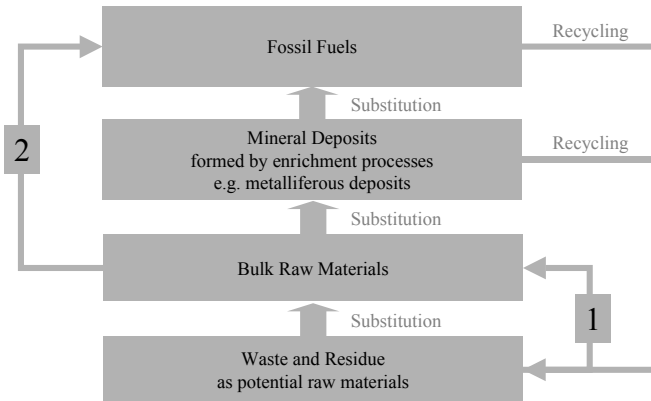 Fossil Fuels
Recycling
Substitution
2
Mineral Deposits
formed by enrichment processes
e.g. metalliferous deposits
Recycling
Substitution
Bulk Raw Materials
1
Substitution
Waste and Residue
as potential raw materials